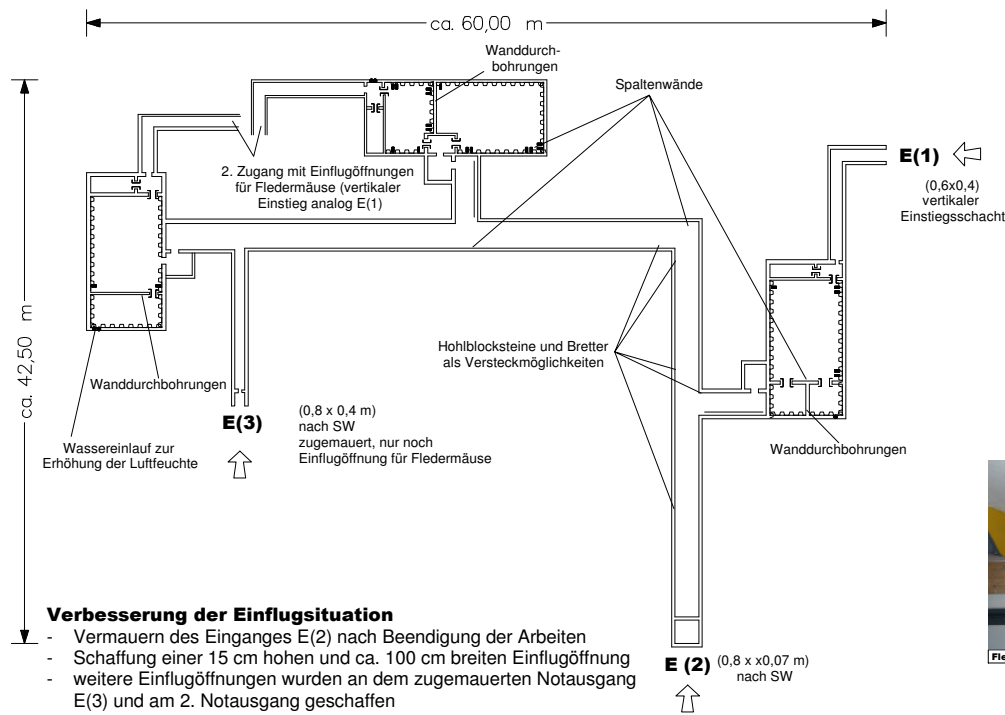 ca. 60,00 m
Wanddurch-
bohrungen
Spaltenwände
E(1)
(0,6x0,4)
vertikaler
Einstiegsschacht
2. Zugang mit Einflugöffnungen
für Fledermäuse (vertikaler
Einstieg analog E(1)
ca. 42,50 m
Hohlblocksteine und Bretter
als Versteckmöglichkeiten
Wanddurchbohrungen
E(3)
(0,8 x 0,4 m)
nach SW
zugemauert, nur noch
Einflugöffnung für Fledermäuse
Wassereinlauf zur
Erhöhung der Luftfeuchte
Wanddurchbohrungen
Verbesserung der Einflugsituation
- Vermauern des Einganges E(2) nach Beendigung der Arbeiten
- Schaffung einer 15 cm hohen und ca. 100 cm breiten Einflugöffnung
- weitere Einflugöffnungen wurden an dem zugemauerten Notausgang
E(3) und am 2. Notausgang geschaffen
E (2) (0,8 x x0,07 m)
nach SW
Fle